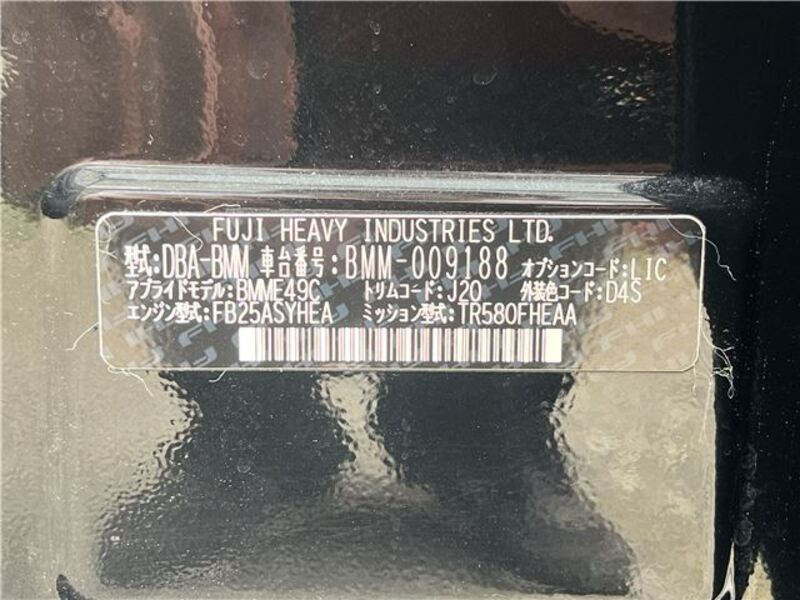 FUJI HEAVY INDUSTRIES LTD.
型式:DBA-BMM 車台番号:BMM-009188 オプションコード:LIC
アプライドモデル:BMME49C トリムコード:J20 外装色コード:D4S
エンジン型式:FB25ASYHEA ミッション型式:TR580FHEAA